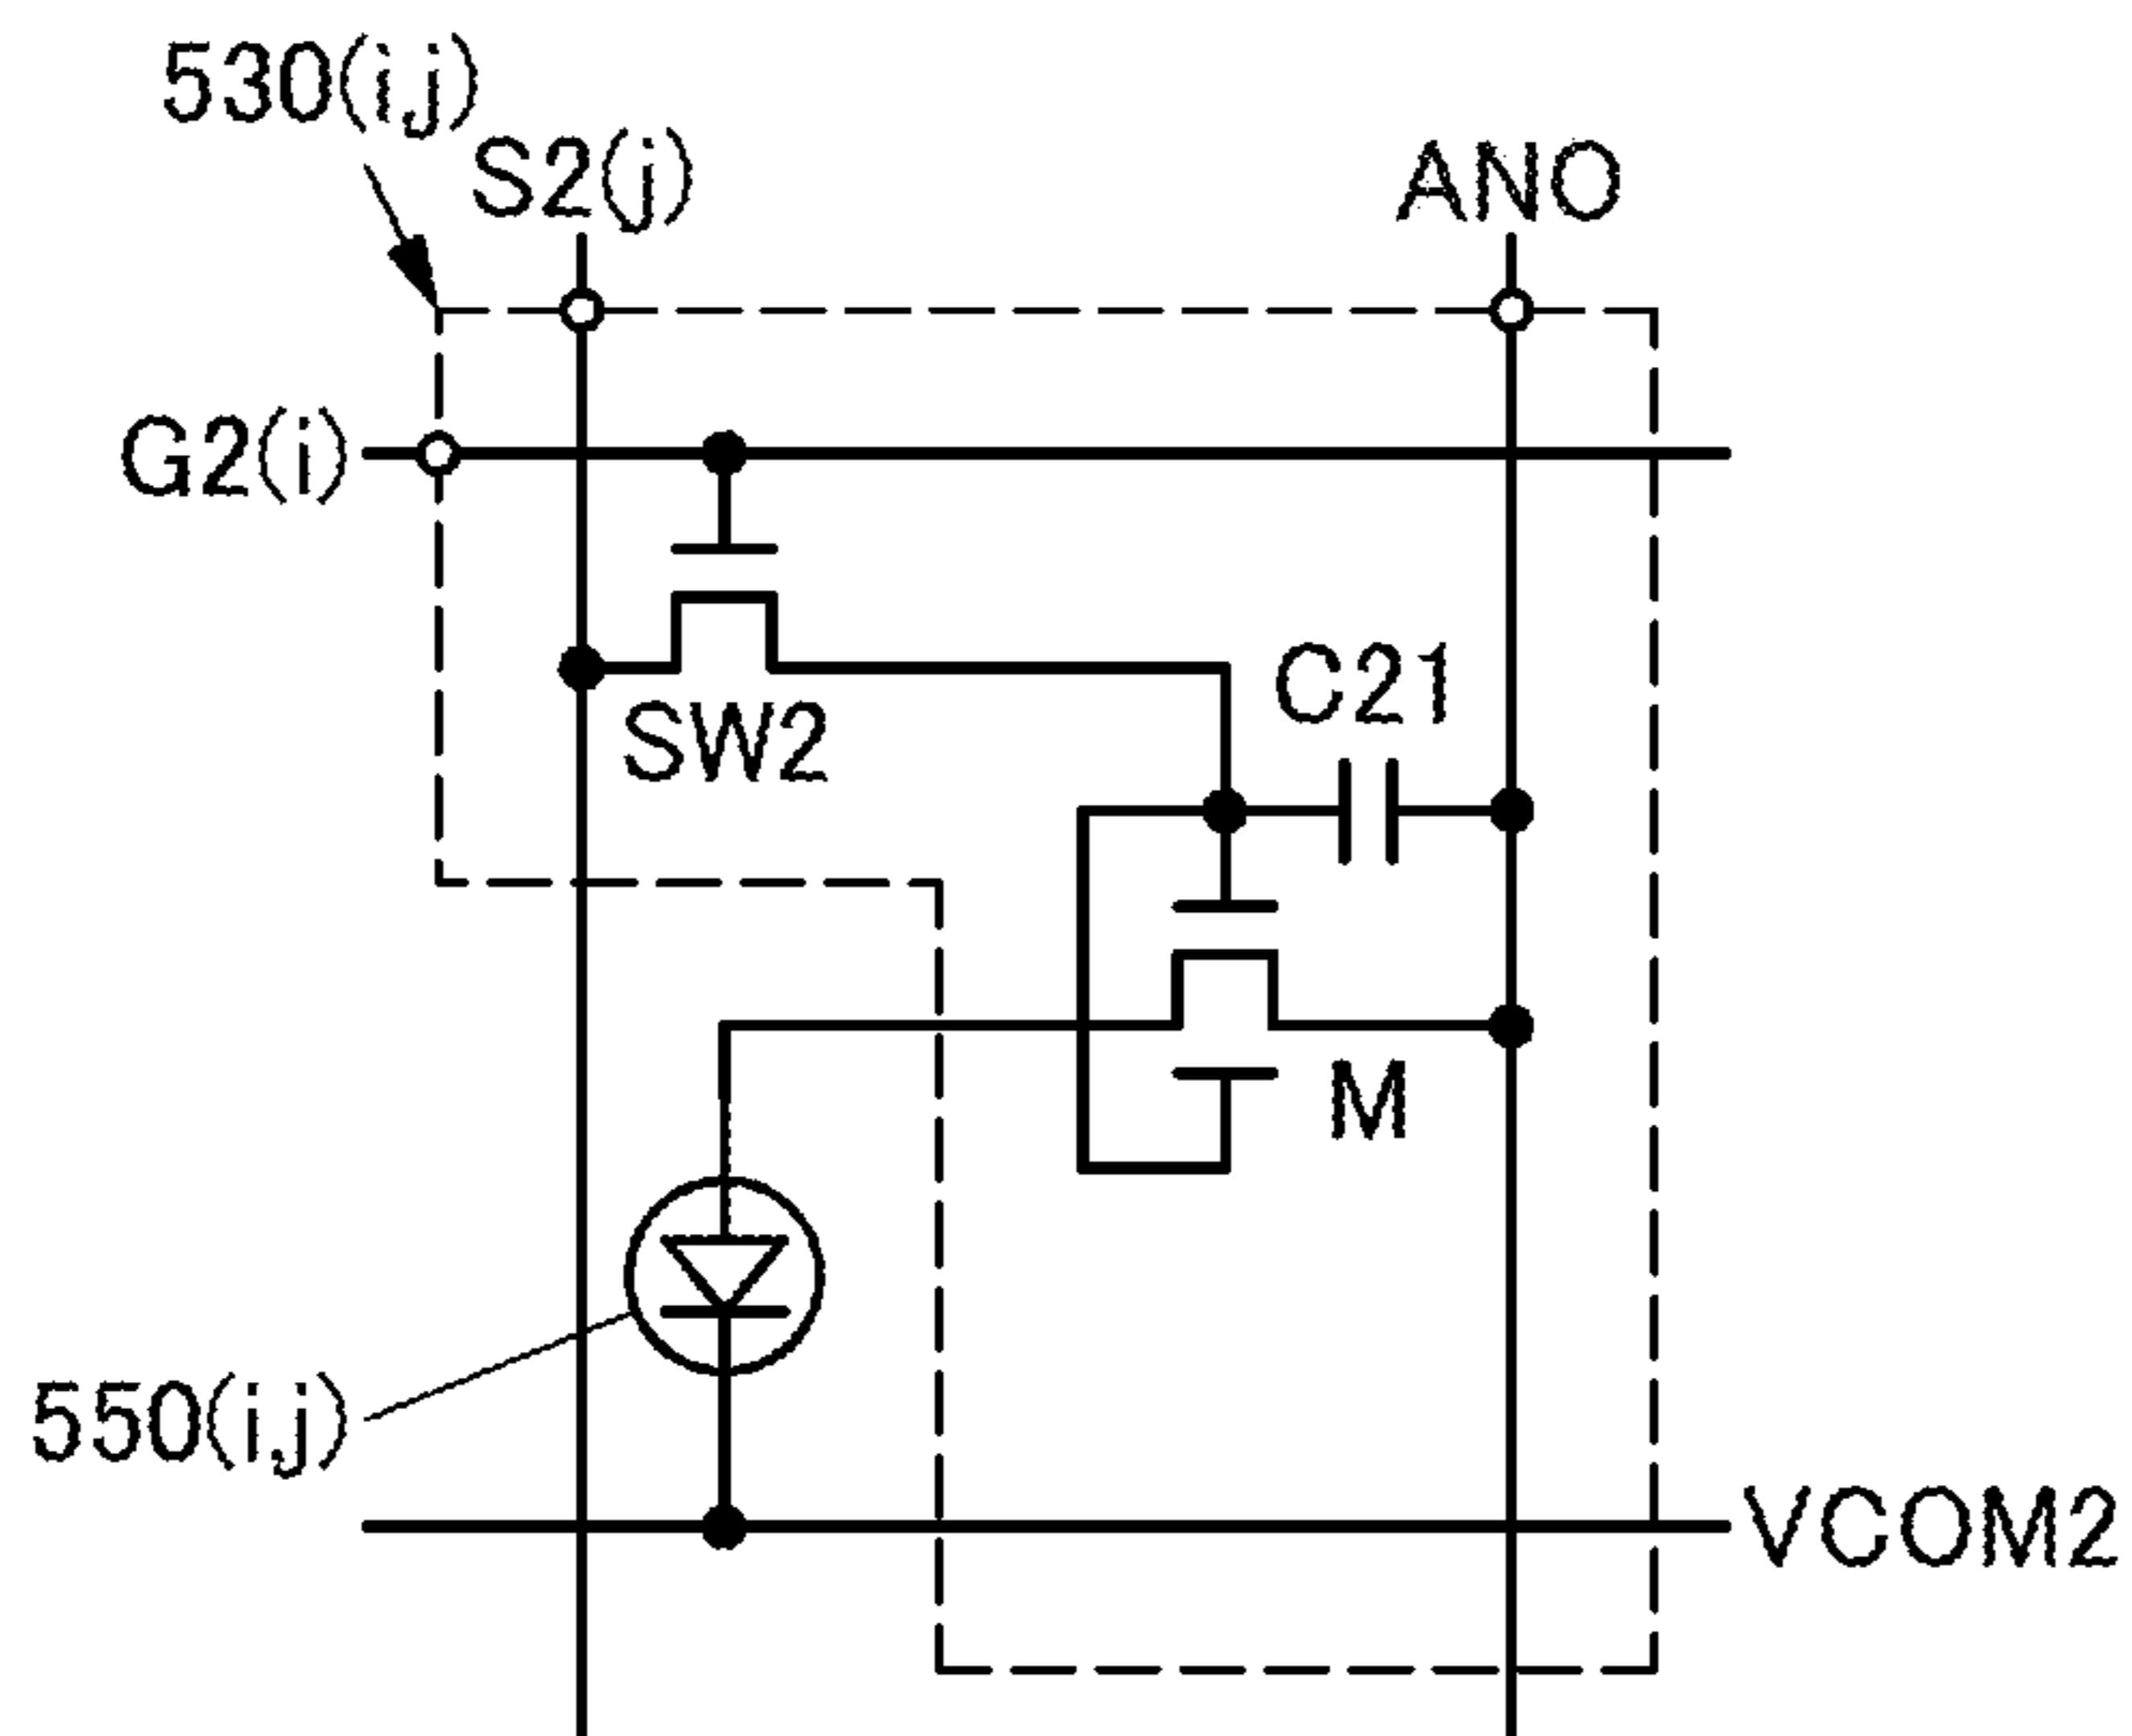 530(i,j)
S2(j)
ANO
G2(i)
C21
SW2
M
550(i,j)
VCOM2